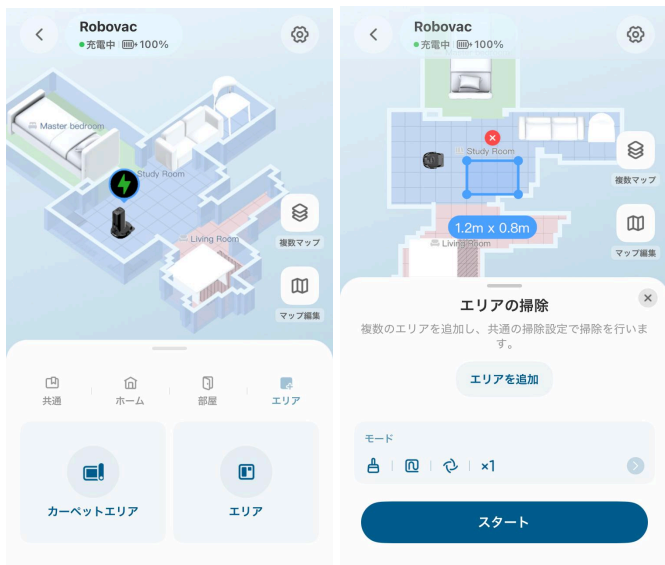 Robovac
充電中 100%
Master bedroom
Study Room
Living Room
複数マップ
マップ編集
共通
ホーム
部屋
エリア
カーペットエリア
エリア
Robovac
充電中 100%
Study Room
複数マップ
1.2m x 0.8m
Living Room
マップ編集
エリアの掃除
複数のエリアを追加し、共通の掃除設定で掃除を行いま
す。
エリアを追加
モード
×1
スタート